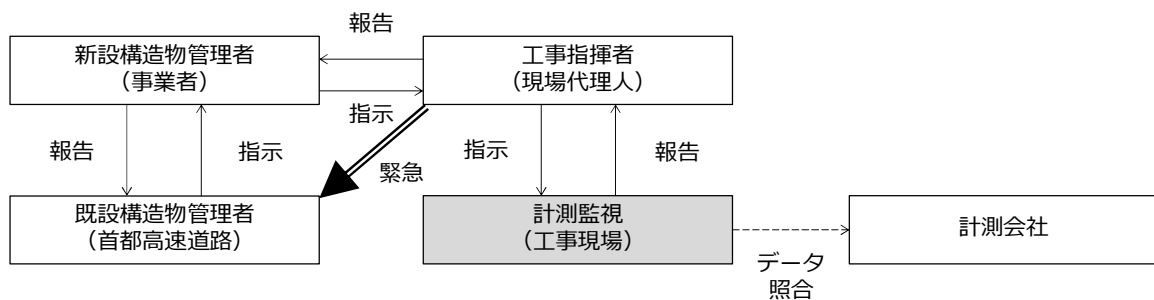 報告
新設構造物管理者
（事業者）
工事指揮者
（現場代理人）
指示
報告
指示
緊急
指示
報告
既設構造物管理者
（首都高速道路）
計測監視
（工事現場）
計測会社
データ
照合